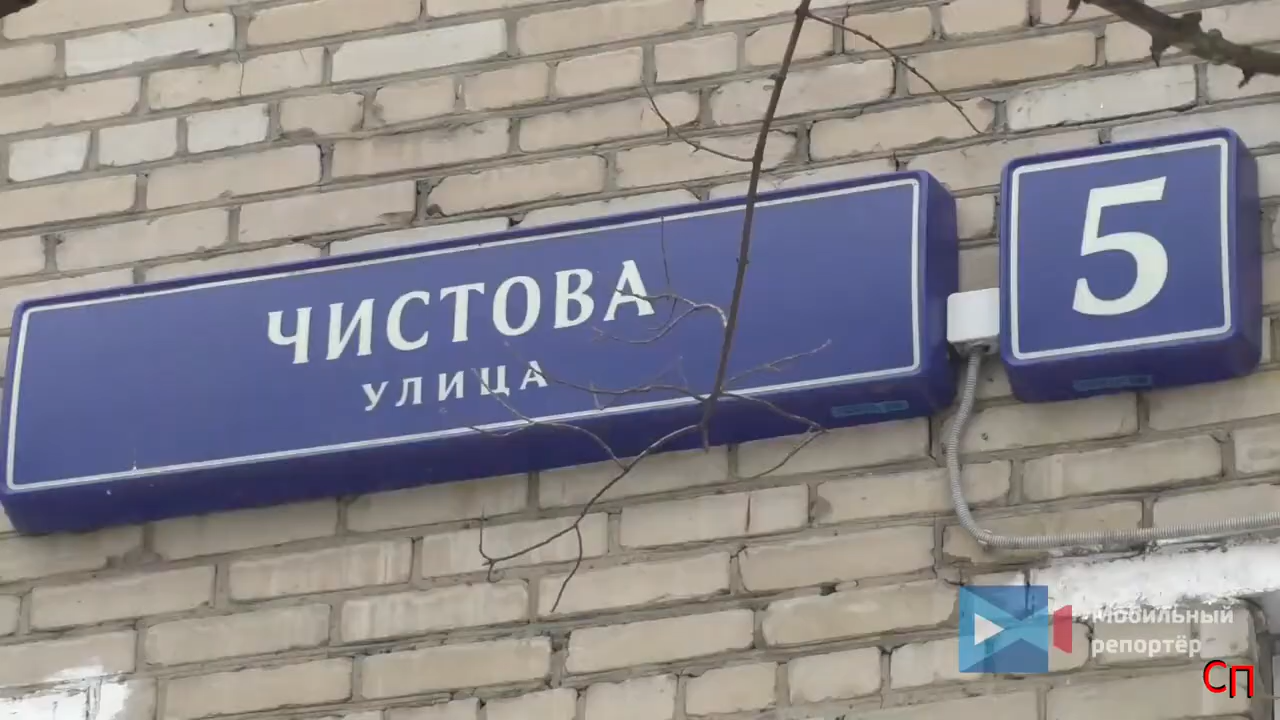 ЧИСТОВА
УЛИЦА
5
Мобильный
репортёр
СП